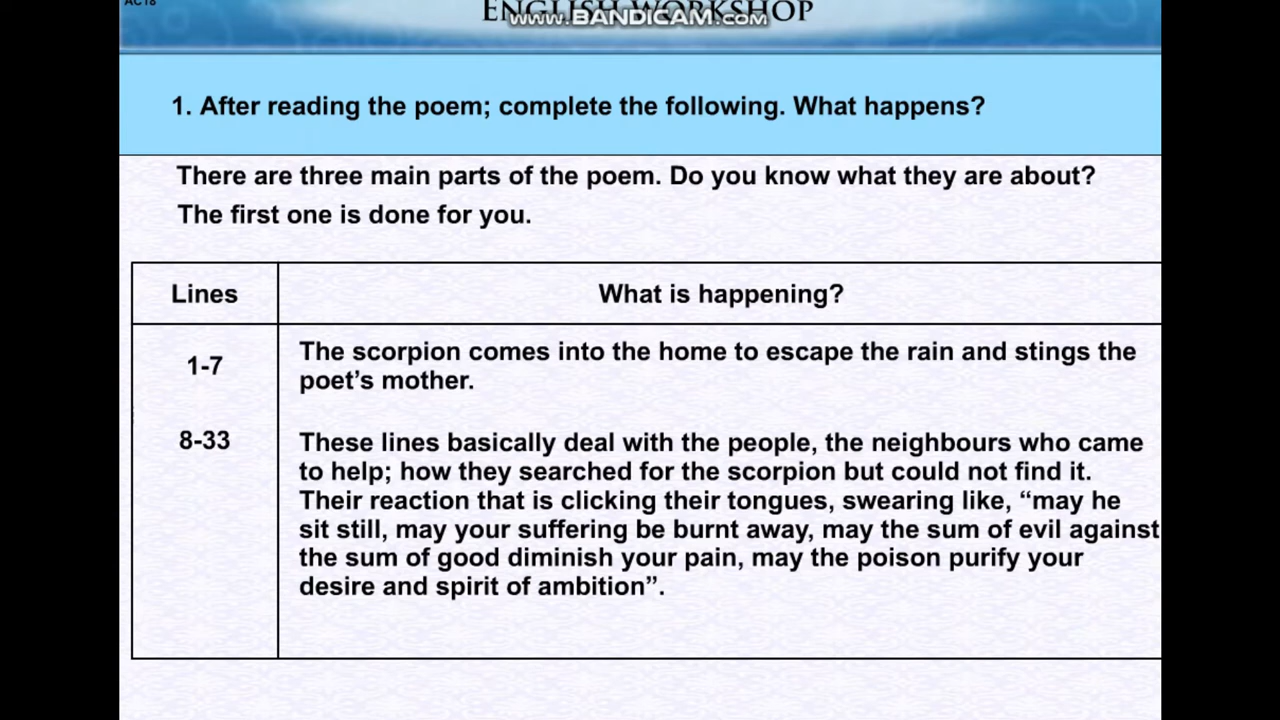 AC18
ENGLISH WORKSHOP
www.BANDICAM.com
1. After reading the poem; complete the following. What happens?
There are three main parts of the poem. Do you know what they are about?
The first one is done for you.
Lines
What is happening?
1-7
The scorpion comes into the home to escape the rain and stings the
poet’s mother.
8-33
These lines basically deal with the people, the neighbours who came
to help; how they searched for the scorpion but could not find it.
Their reaction that is clicking their tongues, swearing like, “may he
sit still, may your suffering be burnt away, may the sum of evil against
the sum of good diminish your pain, may the poison purify your
desire and spirit of ambition”.